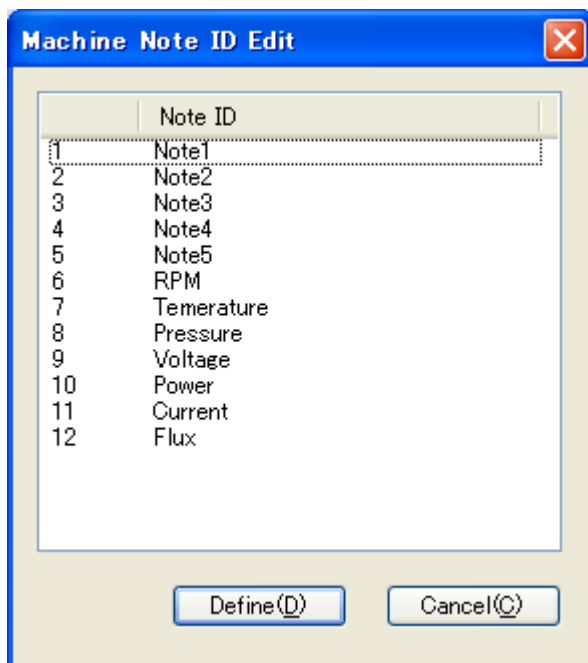 Machine Note ID Edit
Note ID
1 Note1
2 Note2
3 Note3
4 Note4
5 Note5
6 RPM
7 Temerature
8 Pressure
9 Voltage
10 Power
11 Current
12 Flux
Define(D) Cancel(C)